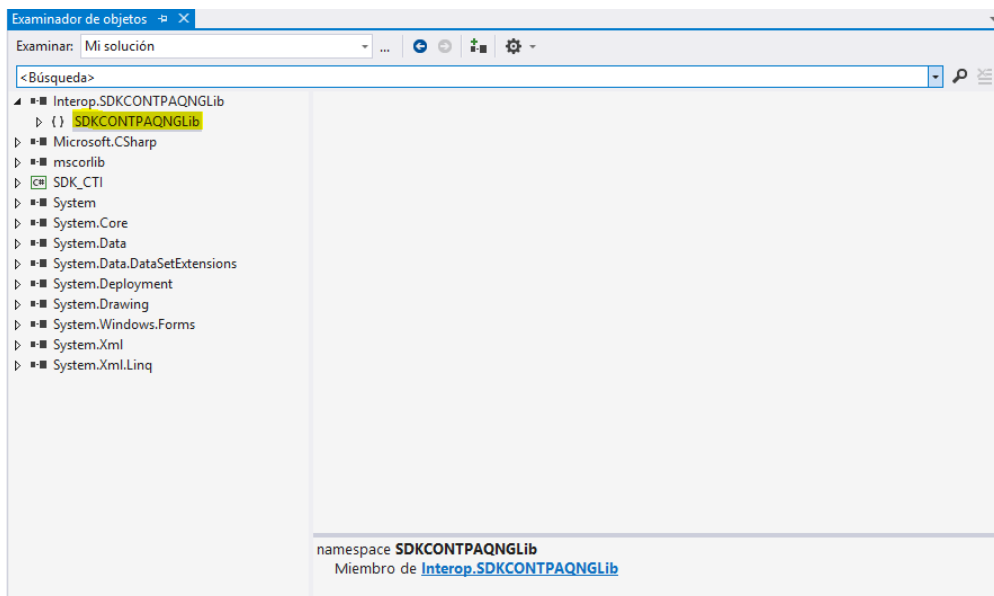 Examinador de objetos
Examinar: Mi solución
...
<Búsqueda>
Interop.SDKCONTPAQNGLib
{ } SDKCONTPAQNGLib
Microsoft.CSharp
mscorlib
C# SDK_CTI
System
System.Core
System.Data
System.Data.DataSetExtensions
System.Deployment
System.Drawing
System.Windows.Forms
System.Xml
System.Xml.Linq
namespace SDKCONTPAQNGLib
Miembro de Interop.SDKCONTPAQNGLib